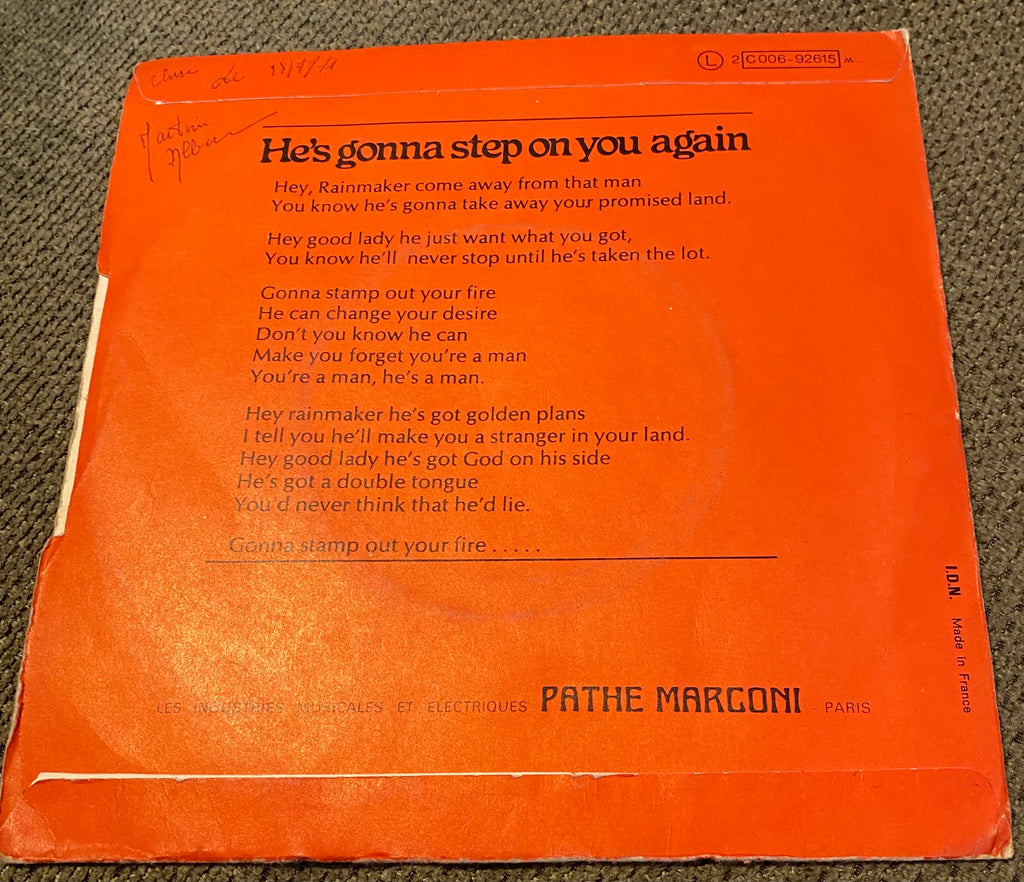 Ⓛ 2 C 006-92615 M
He's gonna step on you again
Hey, Rainmaker come away from that man
You know he's gonna take away your promised land.
Hey good lady he just want what you got,
You know he'll never stop until he's taken the lot.
Gonna stamp out your fire
He can change your desire
Don't you know he can
Make you forget you're a man
You're a man, he's a man.
Hey rainmaker he's got golden plans
I tell you he'll make you a stranger in your land.
Hey good lady he's got God on his side
He's got a double tongue
You'd never think that he'd lie.
Gonna stamp out your fire . . . . .
I.D.N. Made in France
LES INDUSTRIES MUSICALES ET ELECTRIQUES PATHE MARCONI - PARIS